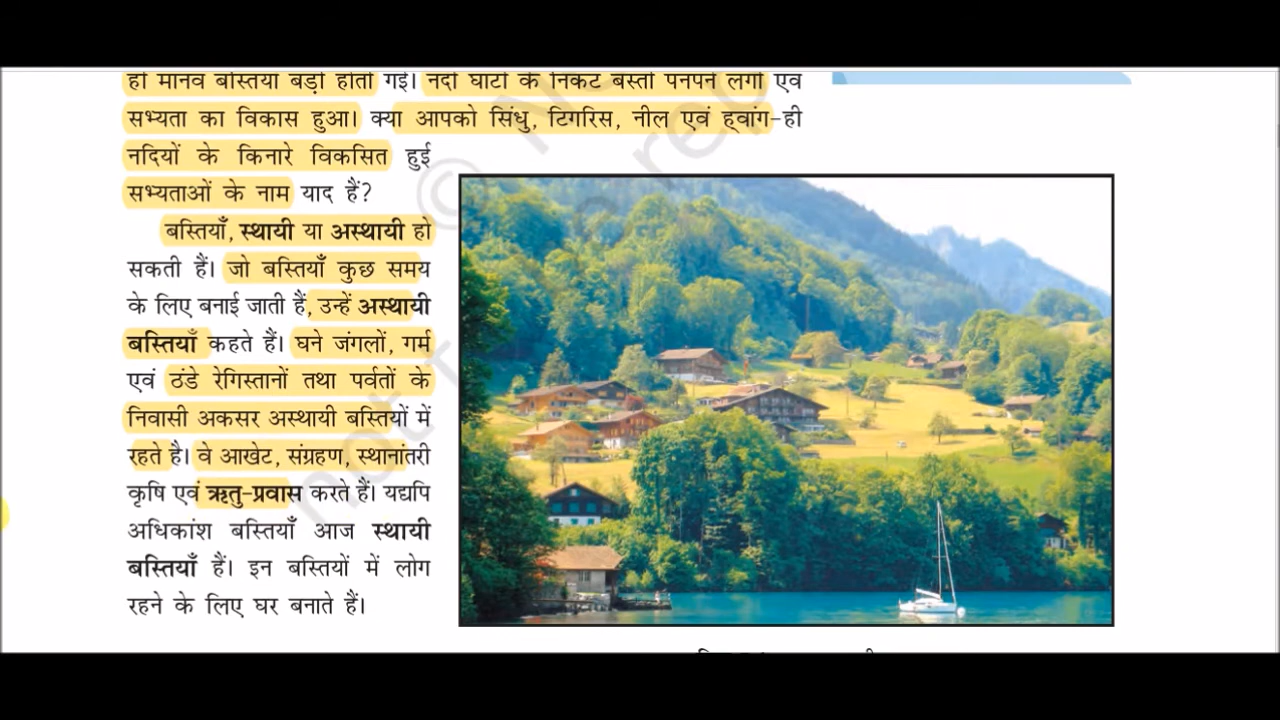 ही मानव बस्तियाँ बड़ी होती गईं। नदी घाटी के निकट बस्ती पनपने लगी एवं
सभ्यता का विकास हुआ। क्या आपको सिंधु, टिगरिस, नील एवं ह्वांग-ही
नदियों के किनारे विकसित हुई
सभ्यताओं के नाम याद हैं?
बस्तियाँ, स्थायी या अस्थायी हो
सकती हैं। जो बस्तियाँ कुछ समय
के लिए बनाई जाती हैं, उन्हें अस्थायी
बस्तियाँ कहते हैं। घने जंगलों, गर्म
एवं ठंडे रेगिस्तानों तथा पर्वतों के
निवासी अकसर अस्थायी बस्तियों में
रहते है। वे आखेट, संग्रहण, स्थानांतरी
कृषि एवं ऋतु-प्रवास करते हैं। यद्यपि
अधिकांश बस्तियाँ आज स्थायी
बस्तियाँ हैं। इन बस्तियों में लोग
रहने के लिए घर बनाते हैं।